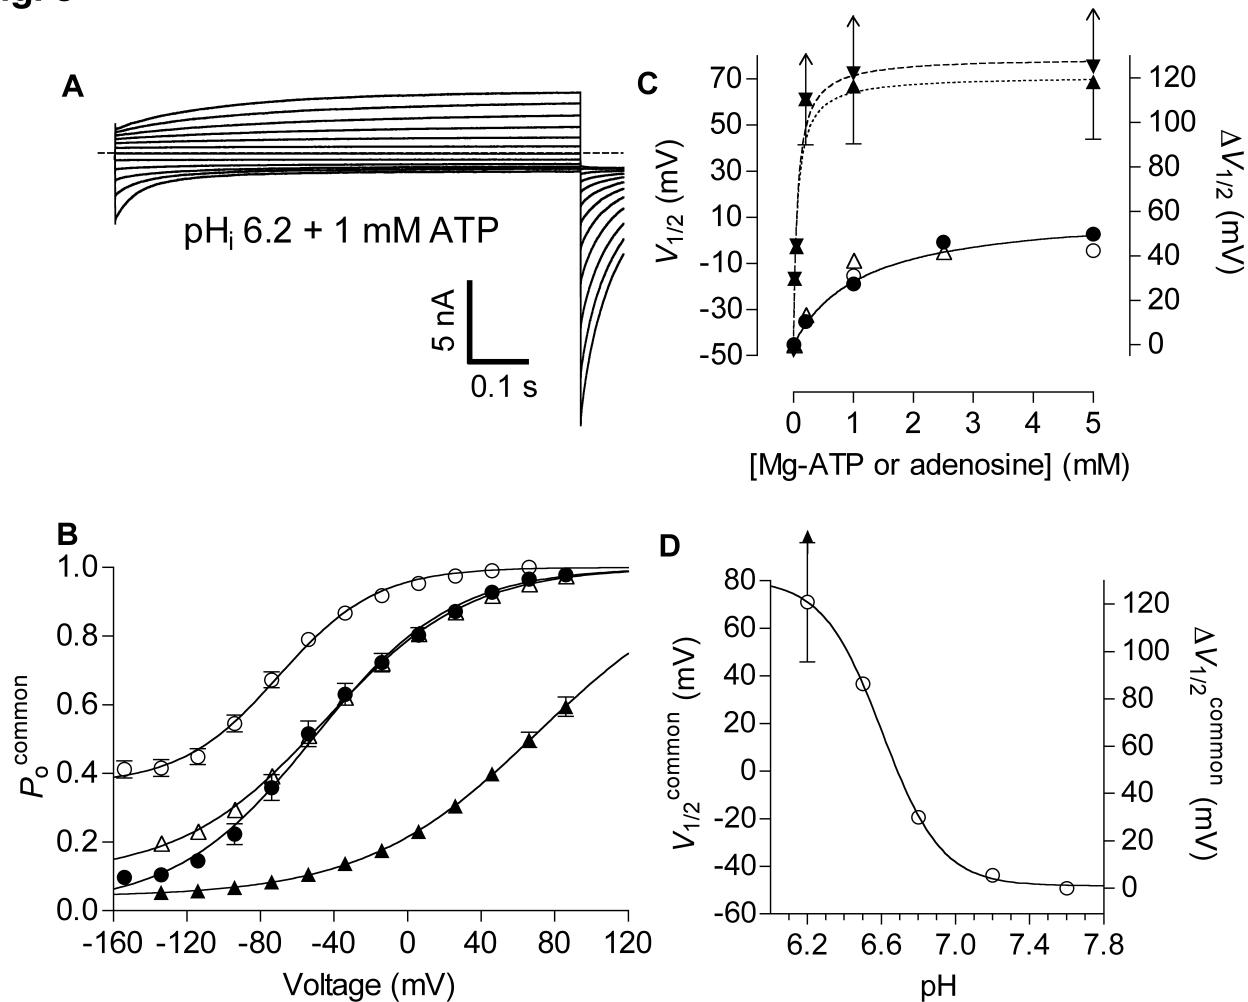 A
pHi 6.2 + 1 mM ATP
5 nA
0.1 s
C
70
50
30
10
-10
-30
-50
V1/2 (mV)
120
100
80
60
40
20
0
ΔV1/2 (mV)
0 1 2 3 4 5
[Mg-ATP or adenosine] (mM)
B
1.0
0.8
0.6
0.4
0.2
0.0
Po common
-160 -120 -80 -40 0 40 80 120
Voltage (mV)
D
80
60
40
20
0
-20
-40
-60
V1/2 common (mV)
120
100
80
60
40
20
0
ΔV1/2 common (mV)
6.2 6.6 7.0 7.4 7.8
pH